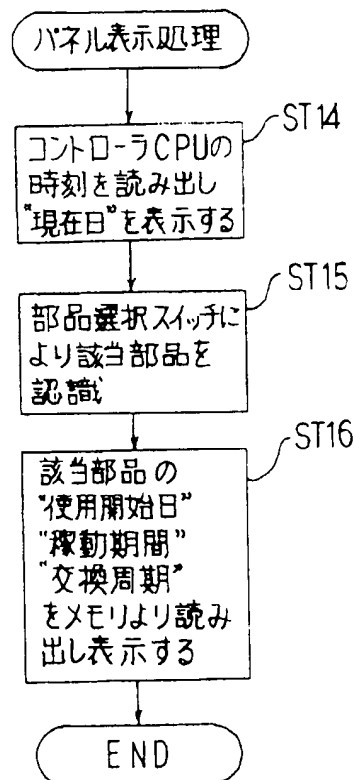 パネル表示処理
ST14
コントローラCPUの
時刻を読み出し
"現在日"を表示する
ST15
部品選択スイッチに
より該当部品を
認識
ST16
該当部品の
"使用開始日"
"稼動期間"
"交換周期"
をメモリより読み
出し表示する
END